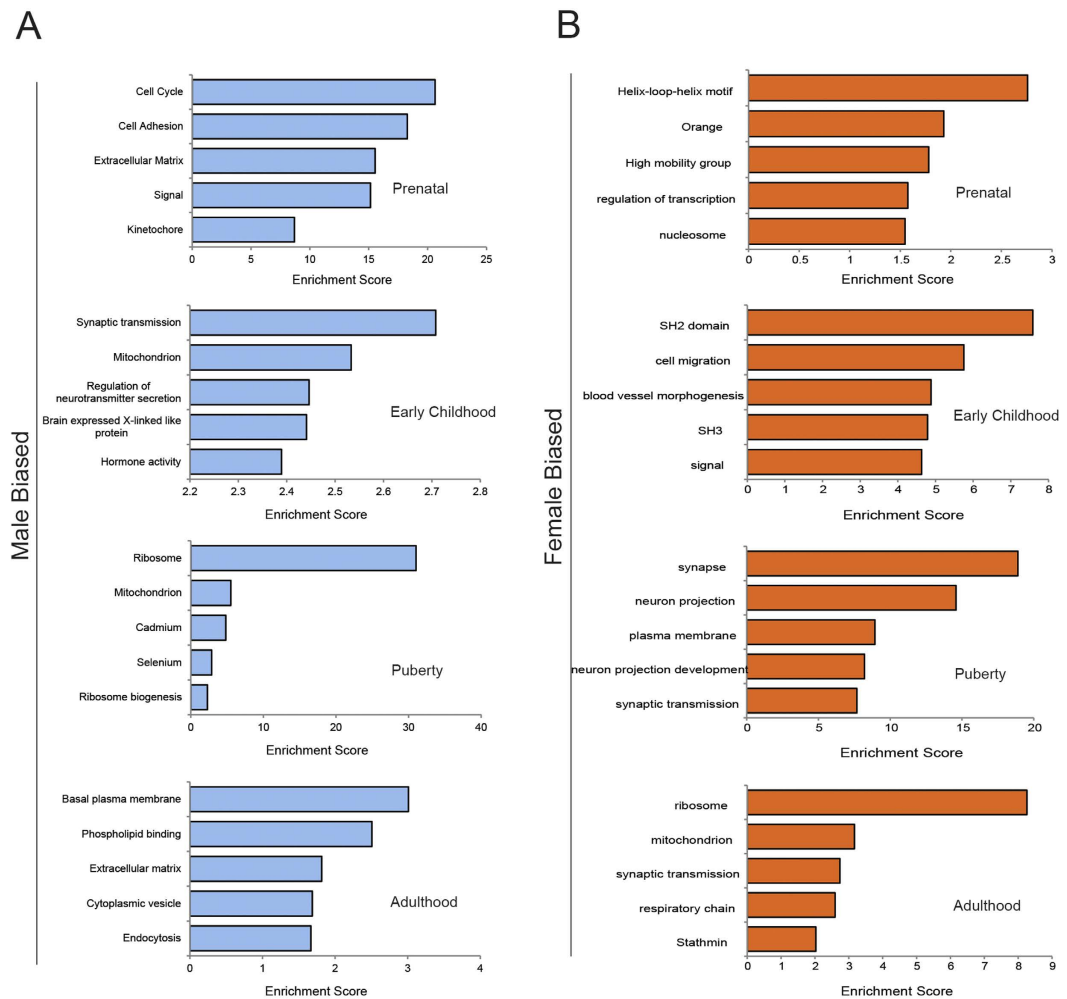 A
Male Biased
Cell Cycle
Cell Adhesion
Extracellular Matrix
Signal
Kinetochore
Prenatal
0 5 10 15 20 25
Enrichment Score
Synaptic transmission
Mitochondrion
Regulation of
neurotransmitter secretion
Brain expressed X-linked like
protein
Hormone activity
Early Childhood
2.2 2.3 2.4 2.5 2.6 2.7 2.8
Enrichment Score
Ribosome
Mitochondrion
Cadmium
Selenium
Ribosome biogenesis
Puberty
0 10 20 30 40
Enrichment Score
Basal plasma membrane
Phospholipid binding
Extracellular matrix
Cytoplasmic vesicle
Endocytosis
Adulthood
0 1 2 3 4
Enrichment Score
B
Female Biased
Helix-loop-helix motif
Orange
High mobility group
regulation of transcription
nucleosome
Prenatal
0 0.5 1 1.5 2 2.5 3
Enrichment Score
SH2 domain
cell migration
blood vessel morphogenesis
SH3
signal
Early Childhood
0 1 2 3 4 5 6 7 8
Enrichment Score
synapse
neuron projection
plasma membrane
neuron projection development
synaptic transmission
Puberty
0 5 10 15 20
Enrichment Score
ribosome
mitochondrion
synaptic transmission
respiratory chain
Stathmin
Adulthood
0 1 2 3 4 5 6 7 8 9
Enrichment Score